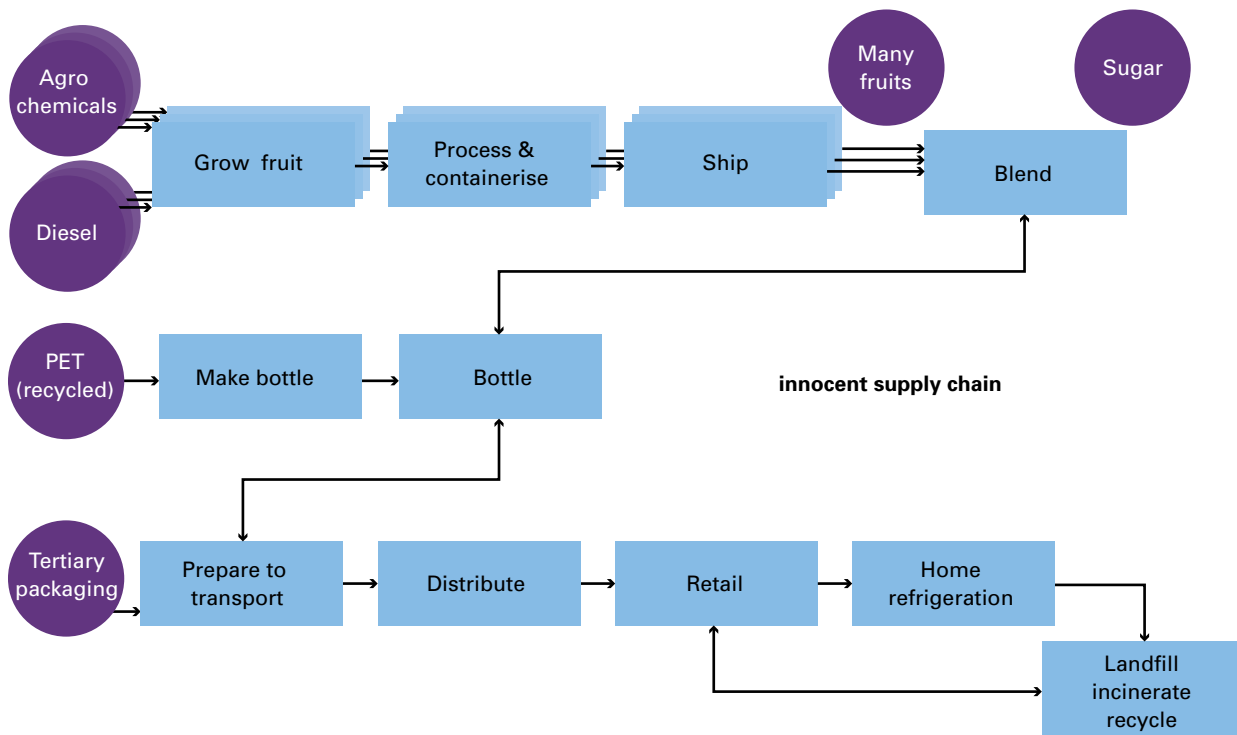 Agro
chemicals
Many
fruits
Sugar
Grow fruit
Process &
containerise
Ship
Blend
Diesel
PET
(recycled)
Make bottle
Bottle
innocent supply chain
Tertiary
packaging
Prepare to
transport
Distribute
Retail
Home
refrigeration
Landfill
incinerate
recycle